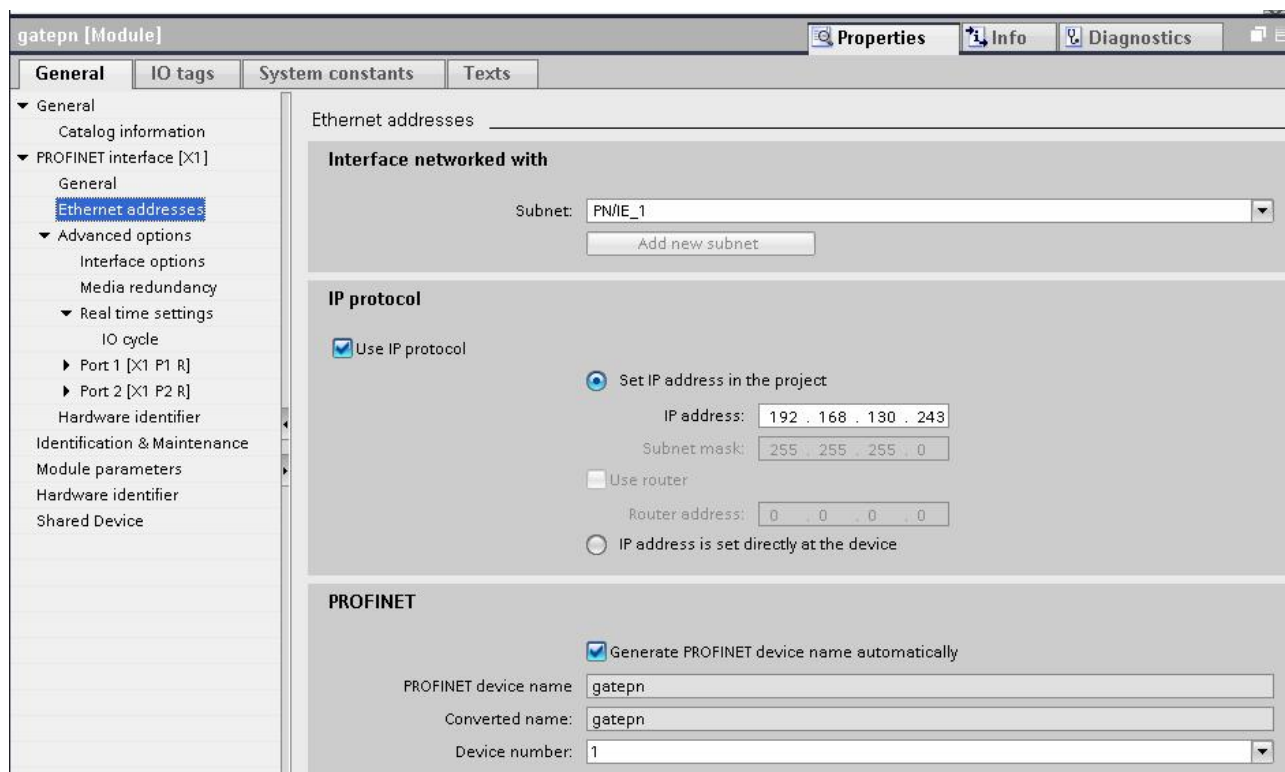 gatepn [Module]
Properties
Info
Diagnostics
General
IO tags
System constants
Texts
General
Catalog information
PROFINET interface [X1]
General
Ethernet addresses
Advanced options
Interface options
Media redundancy
Real time settings
IO cycle
Port 1 [X1 P1 R]
Port 2 [X1 P2 R]
Hardware identifier
Identification & Maintenance
Module parameters
Hardware identifier
Shared Device
Ethernet addresses
Interface networked with
Subnet: PN/IE_1
Add new subnet
IP protocol
Use IP protocol
Set IP address in the project
IP address: 192 . 168 . 130 . 243
Subnet mask: 255 . 255 . 255 . 0
Use router
Router address: 0 . 0 . 0 . 0
IP address is set directly at the device
PROFINET
Generate PROFINET device name automatically
PROFINET device name gatepn
Converted name: gatepn
Device number: 1